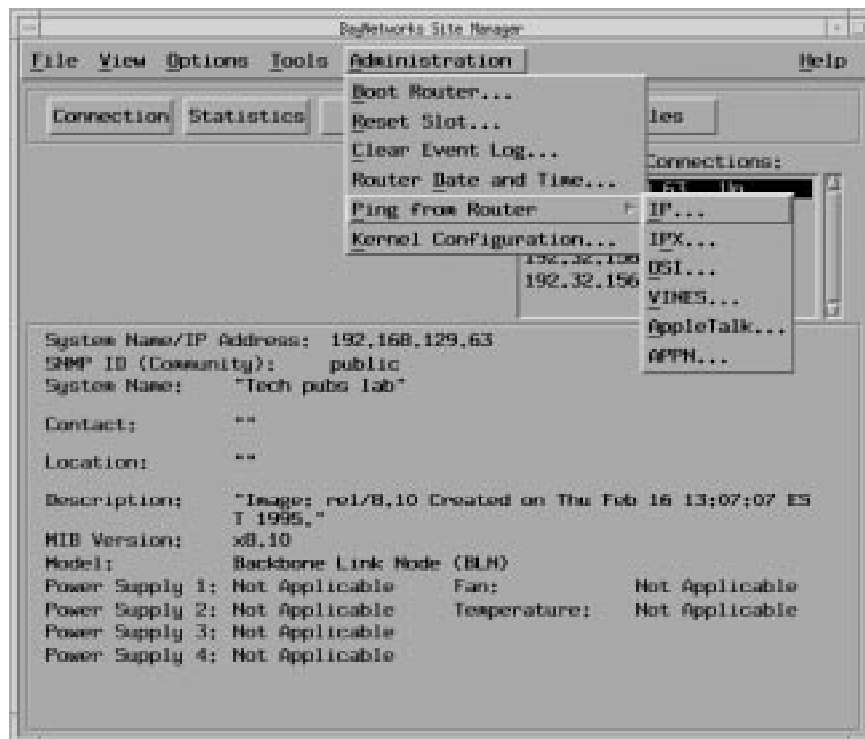 BayNetworks Site Manager
File View Options Tools Administration Help
Connection Statistics
Boot Router...
Reset Slot...
Clear Event Log...
Router Date and Time...
Ping from Router
Kernel Configuration...
Connections:
IP...
IPX...
OSI...
VINES...
AppleTalk...
APPN...
192.32.156
192.32.156
System Name/IP Address: 192.168.129.63
SNMP ID (Community): public
System Name: "Tech pubs lab"
Contact: ""
Location: ""
Description: "Image: rel/8.10 Created on Thu Feb 16 13:07:07 ES
T 1995."
MIB Version: x8.10
Model: Backbone Link Node (BLN)
Power Supply 1: Not Applicable Fan: Not Applicable
Power Supply 2: Not Applicable Temperature: Not Applicable
Power Supply 3: Not Applicable
Power Supply 4: Not Applicable